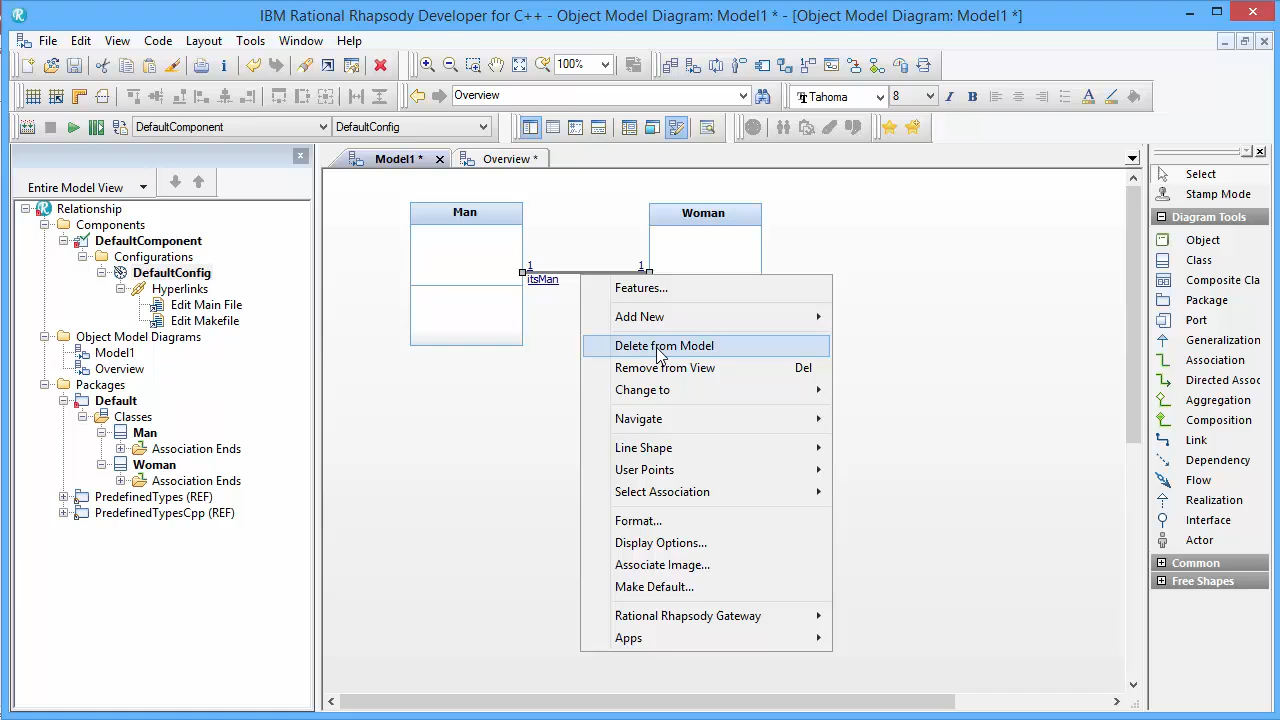 IBM Rational Rhapsody Developer for C++ - Object Model Diagram: Model1 * - [Object Model Diagram: Model1 *]
File Edit View Code Layout Tools Window Help
100%
Overview
Tahoma 8
DefaultComponent DefaultConfig
Entire Model View
Relationship
Components
DefaultComponent
Configurations
DefaultConfig
Hyperlinks
Edit Main File
Edit Makefile
Object Model Diagrams
Model1
Overview
Packages
Default
Classes
Man
Association Ends
Woman
Association Ends
PredefinedTypes (REF)
PredefinedTypesCpp (REF)
Model1 * Overview *
Man Woman
1 1
itsMan
Features...
Add New
Delete from Model
Remove from View Del
Change to
Navigate
Line Shape
User Points
Select Association
Format...
Display Options...
Associate Image...
Make Default...
Rational Rhapsody Gateway
Apps
Select
Stamp Mode
Diagram Tools
Object
Class
Composite Cla
Package
Port
Generalization
Association
Directed Assoc
Aggregation
Composition
Link
Dependency
Flow
Realization
Interface
Actor
Common
Free Shapes